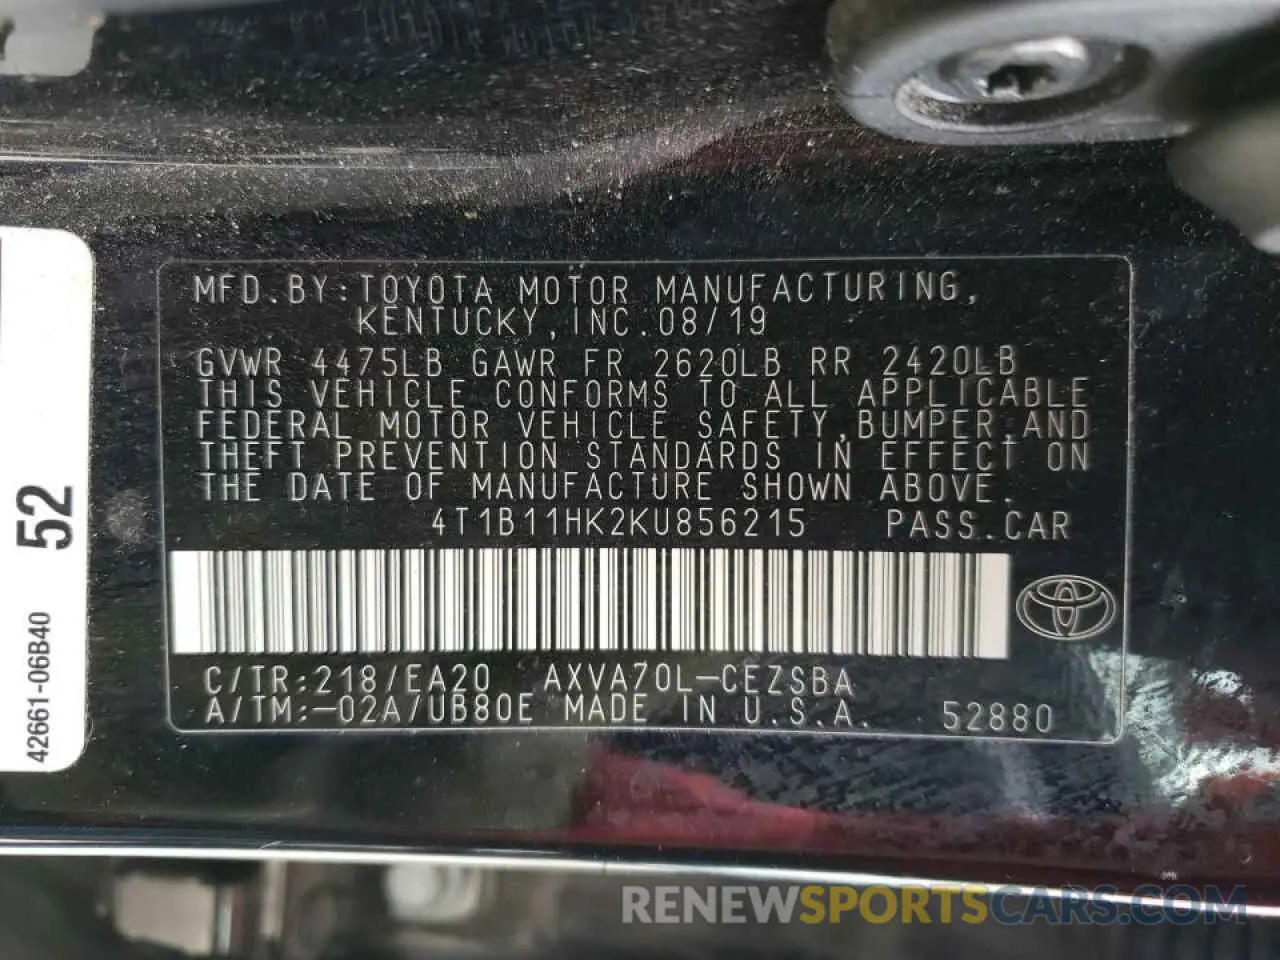 MFD.BY:TOYOTA MOTOR MANUFACTURING,
KENTUCKY,INC.08/19
GVWR 4475LB GAWR FR 2620LB RR 2420LB
THIS VEHICLE CONFORMS TO ALL APPLICABLE
FEDERAL MOTOR VEHICLE SAFETY,BUMPER,AND
THEFT PREVENTION STANDARDS IN EFFECT ON
THE DATE OF MANUFACTURE SHOWN ABOVE.
4T1B11HK2KU856215 PASS.CAR
C/TR:218/EA20 AXVA70L-CEZSBA
A/TM:-02A/UB80E MADE IN U.S.A. 52880
52
42661-06B40
RENEWSPORTSCARS.COM